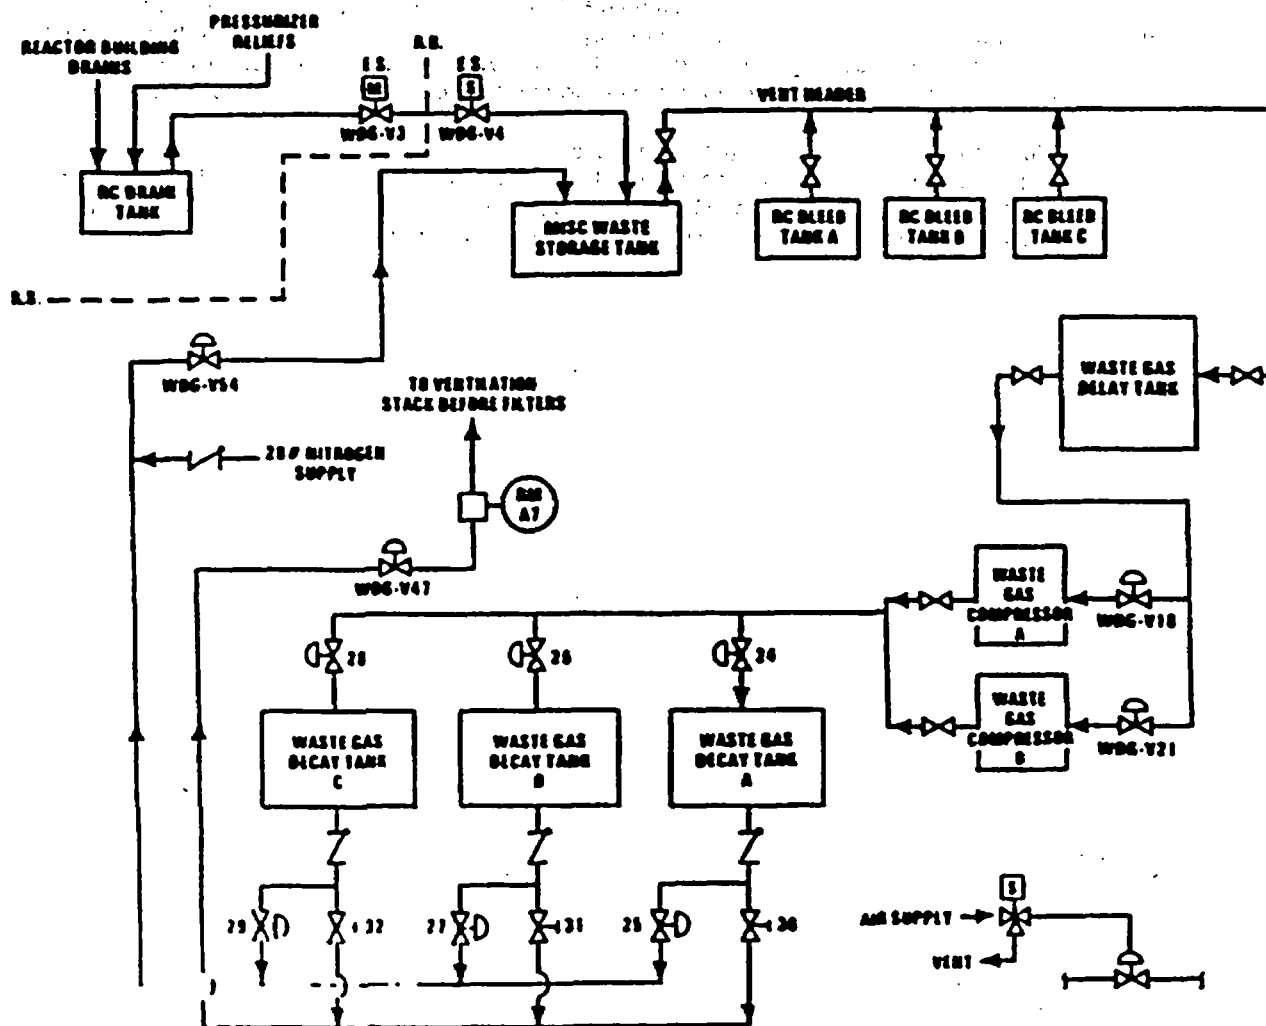 PRESSURIZER
RELIEFS
REACTOR BUILDING
DRAINS
R.B.
E.S.
M
E.S.
S
WDG-V3
WDG-V4
VENT HEADER
RC DRAIN
TANK
MISC WASTE
STORAGE TANK
RC BLEED
TANK A
RC BLEED
TANK B
RC BLEED
TANK C
R.B.
WDG-V54
TO VENTILATION
STACK BEFORE FILTERS
WASTE GAS
DELAY TANK
20# NITROGEN
SUPPLY
RM
A7
WDG-V47
WASTE
GAS
COMPRESSOR
A
WDG-V18
28
26
24
WASTE
GAS
COMPRESSOR
B
WDG-V21
WASTE GAS
DECAY TANK
C
WASTE GAS
DECAY TANK
B
WASTE GAS
DECAY TANK
A
29
32
27
31
25
30
S
AIR SUPPLY
VENT